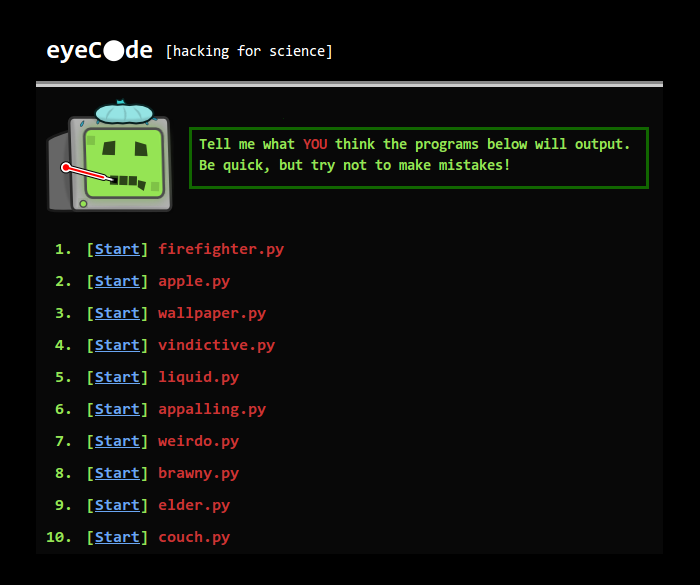 eyeCode [hacking for science]
Tell me what YOU think the programs below will output.
Be quick, but try not to make mistakes!
1. [Start] firefighter.py
2. [Start] apple.py
3. [Start] wallpaper.py
4. [Start] vindictive.py
5. [Start] liquid.py
6. [Start] appalling.py
7. [Start] weirdo.py
8. [Start] brawny.py
9. [Start] elder.py
10. [Start] couch.py